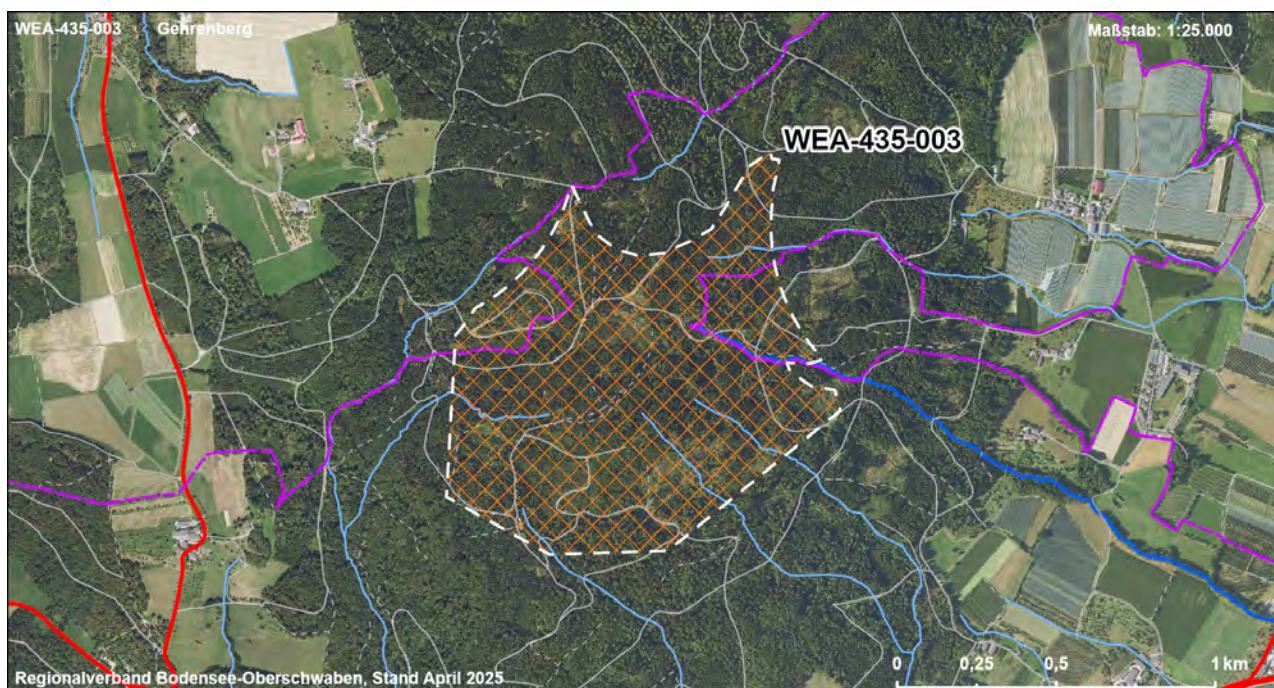 WEA-435-003 Gehrenberg Maßstab: 1:25.000
WEA-435-003
0 0,25 0,5 1 km
Regionalverband Bodensee-Oberschwaben, Stand April 2025